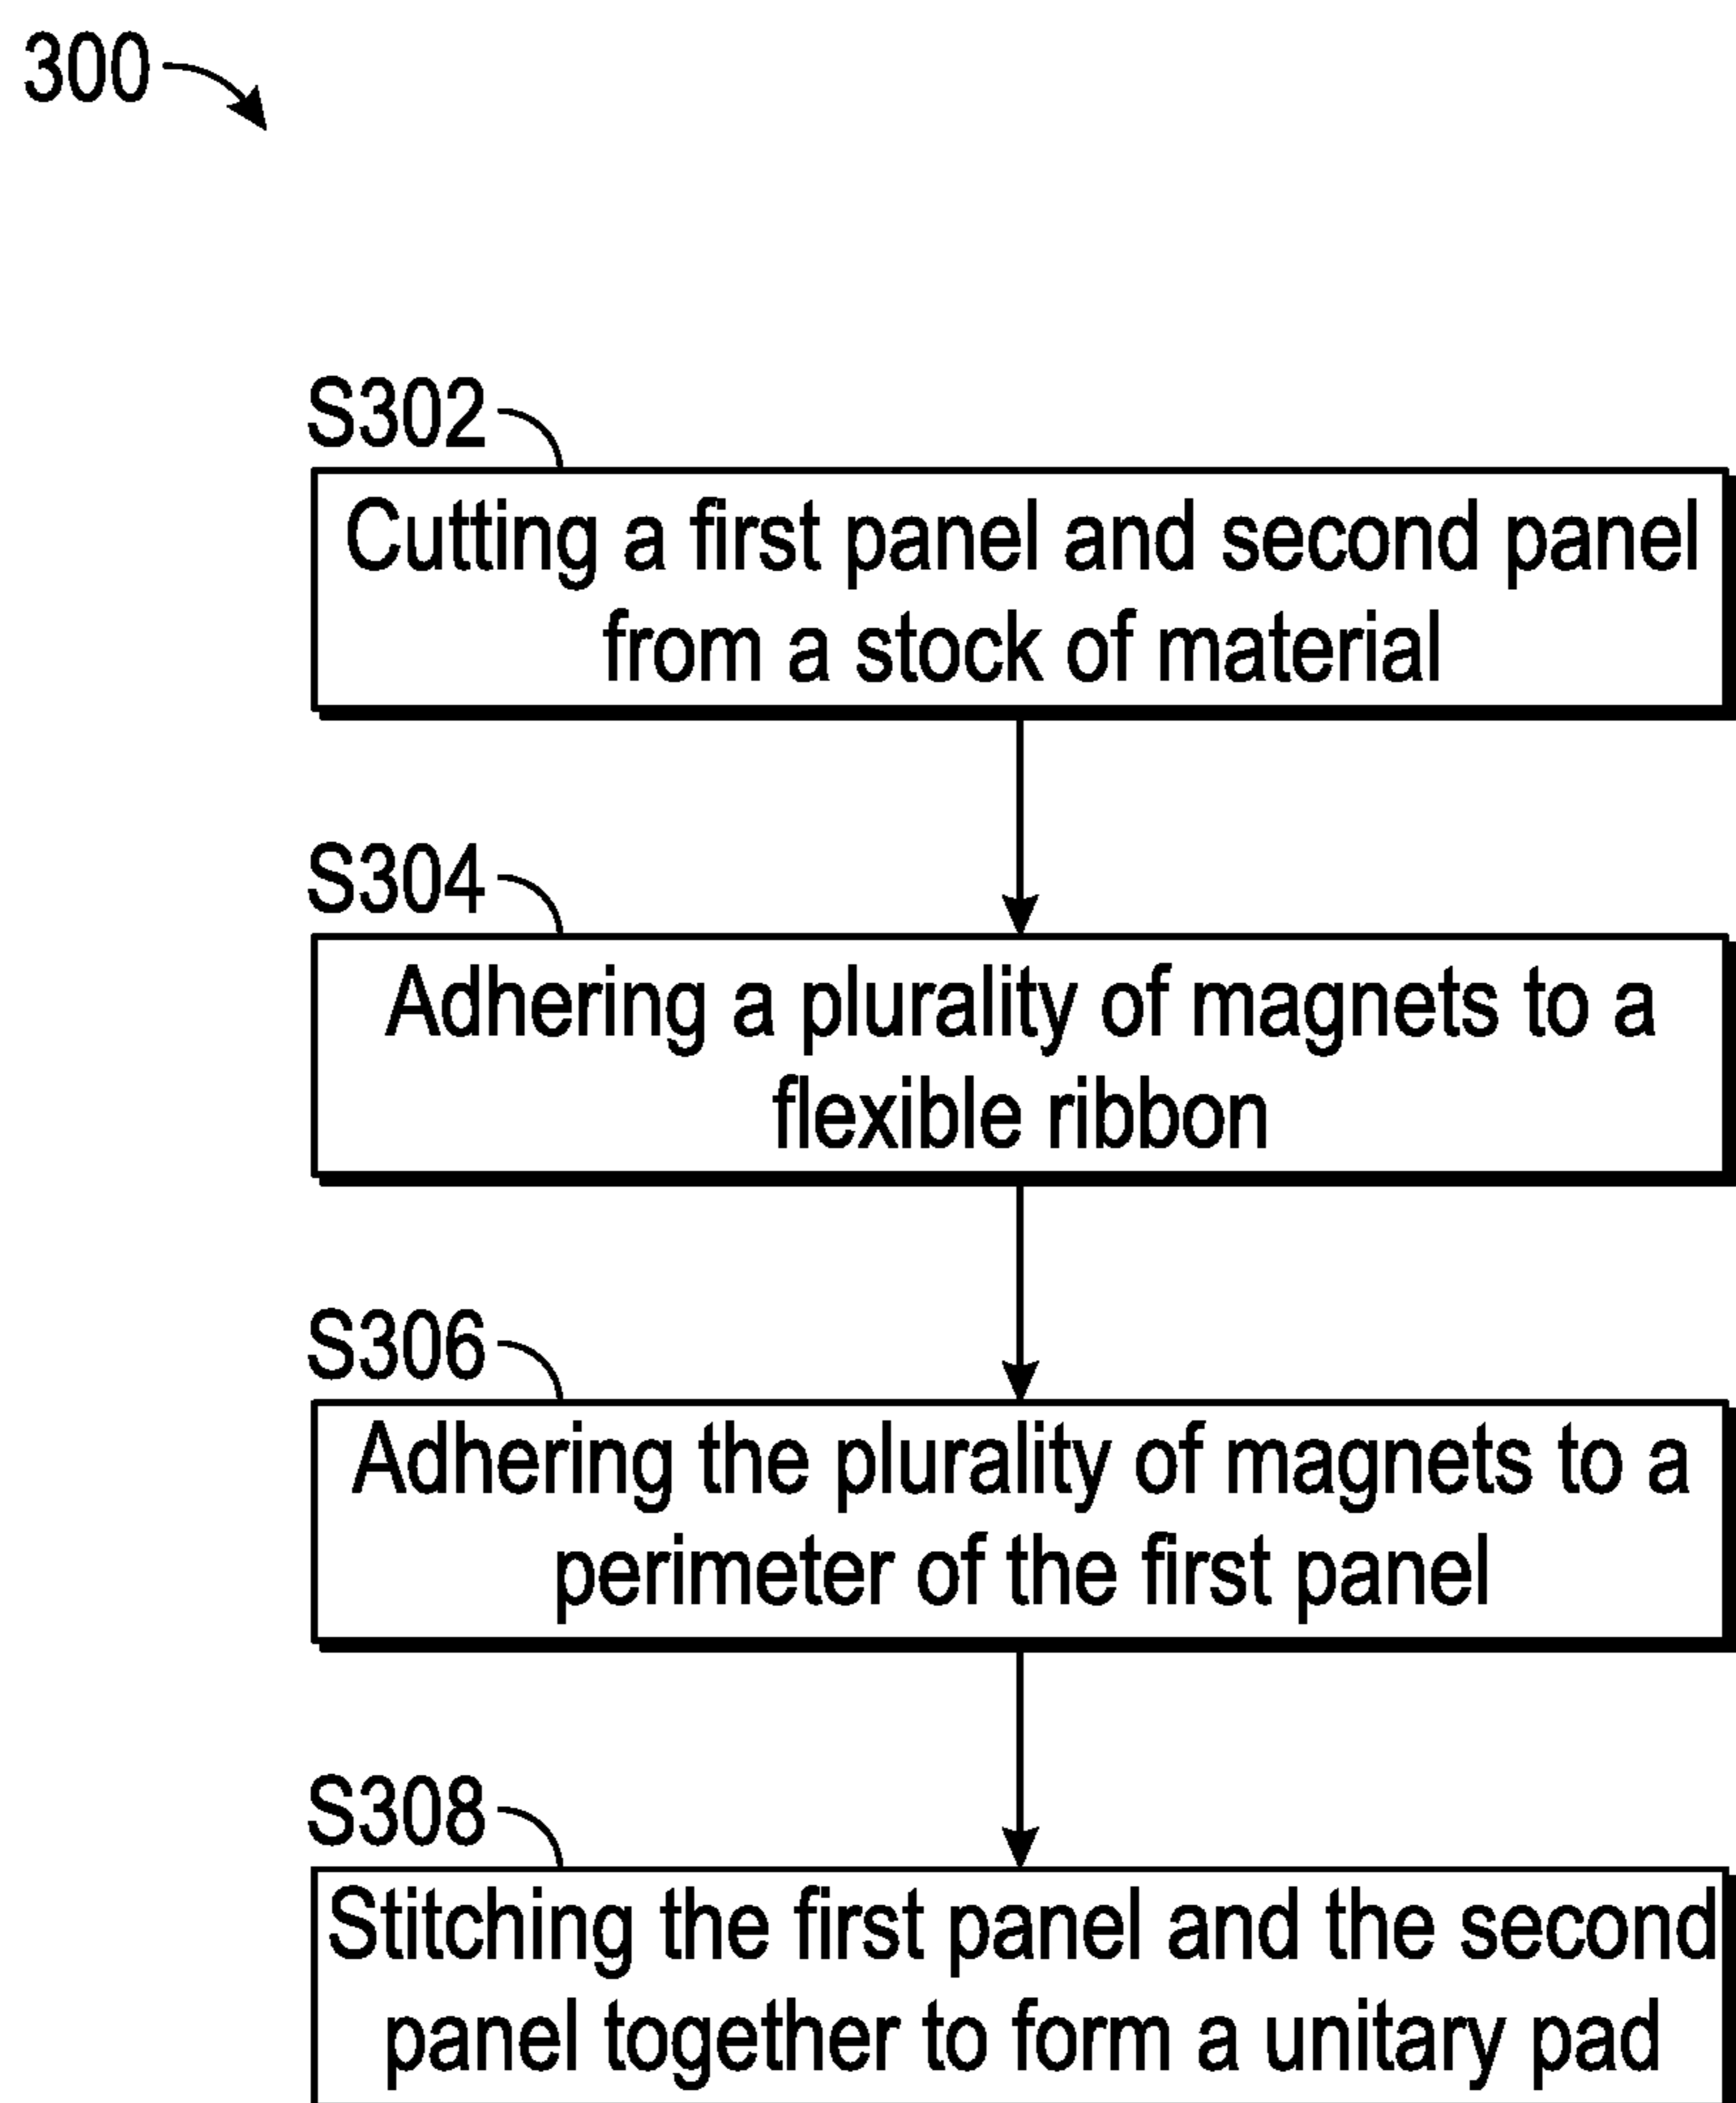 300
S302
Cutting a first panel and second panel
from a stock of material
S304
Adhering a plurality of magnets to a
flexible ribbon
S306
Adhering the plurality of magnets to a
perimeter of the first panel
S308
Stitching the first panel and the second
panel together to form a unitary pad